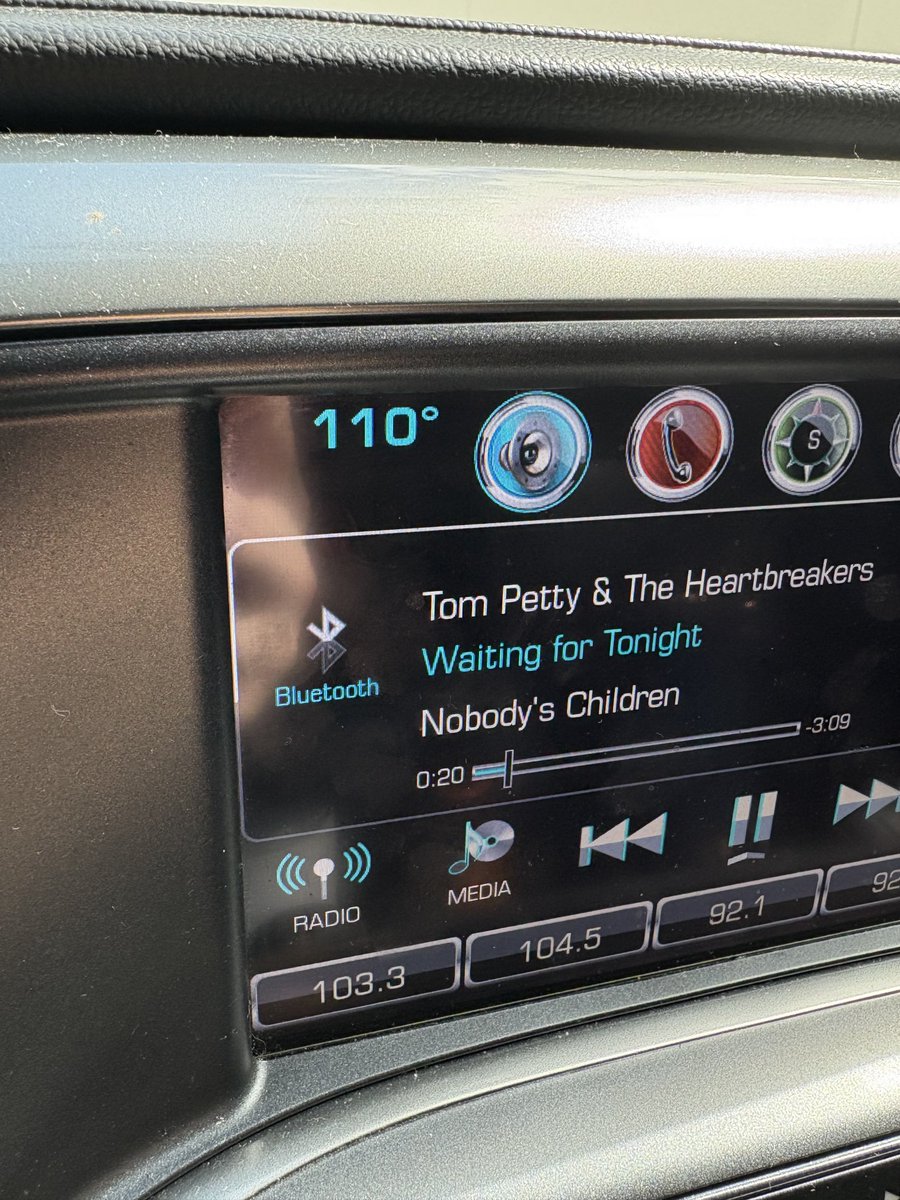 110°
S
Tom Petty & The Heartbreakers
Waiting for Tonight
Bluetooth
Nobody's Children
0:20
-3:09
RADIO
MEDIA
103.3
104.5
92.1
92